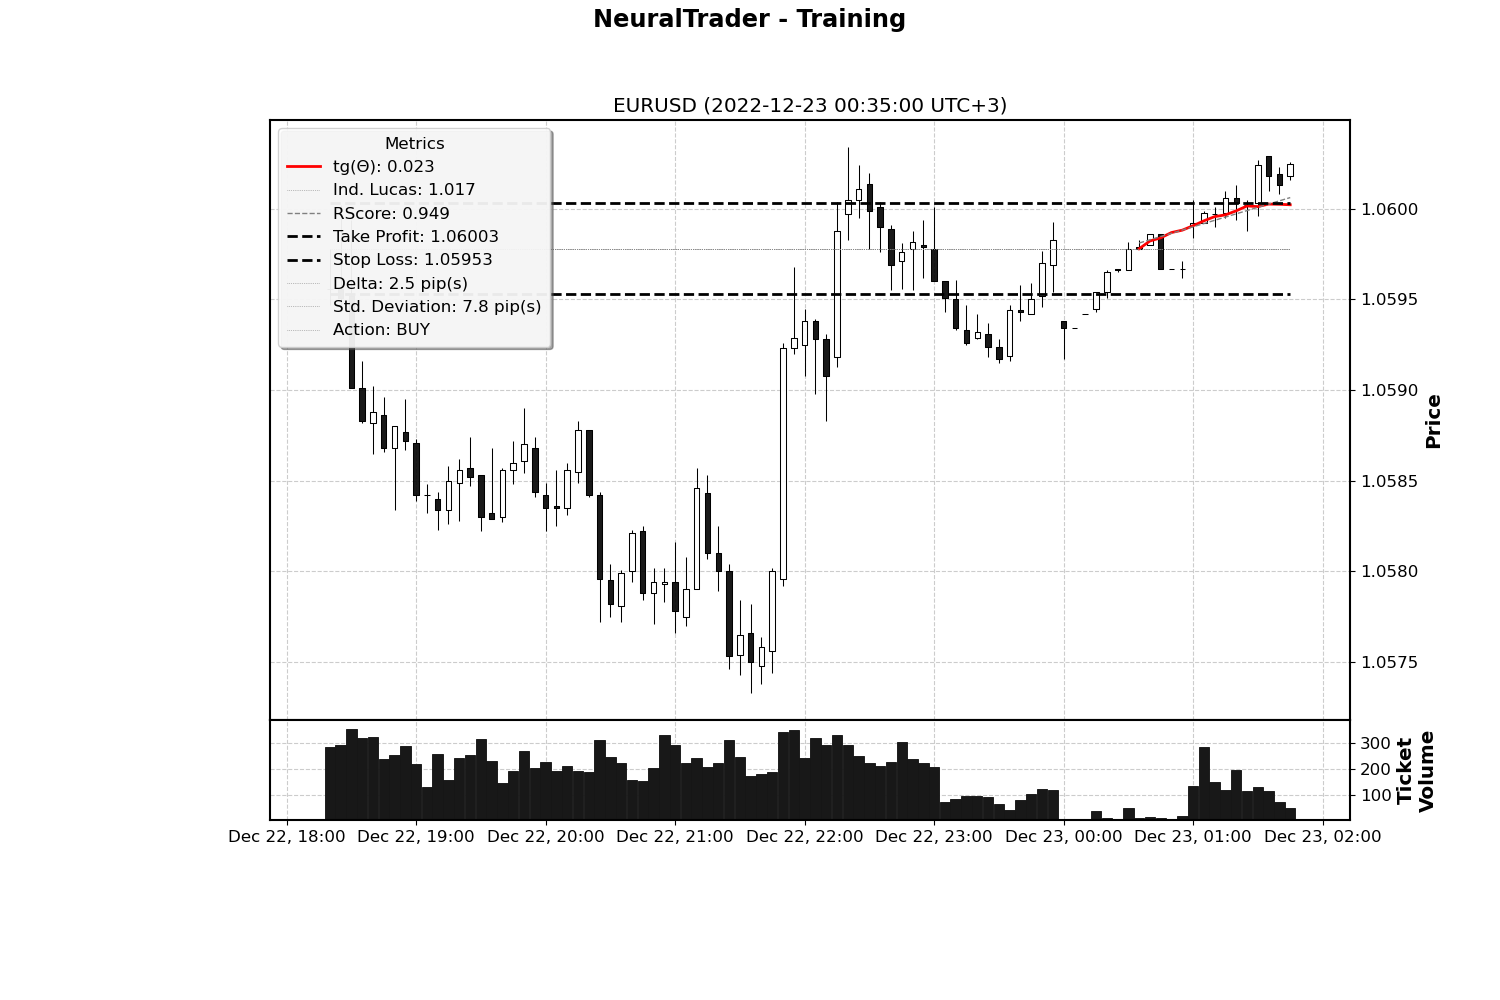 NeuralTrader - Training
EURUSD (2022-12-23 00:35:00 UTC+3)
Metrics
tg(Θ): 0.023
Ind. Lucas: 1.017
RScore: 0.949
Take Profit: 1.06003
Stop Loss: 1.05953
Delta: 2.5 pip(s)
Std. Deviation: 7.8 pip(s)
Action: BUY
1.0600
1.0595
1.0590
1.0585
1.0580
1.0575
Price
300
200
100
Ticket
Volume
Dec 22, 18:00
Dec 22, 19:00
Dec 22, 20:00
Dec 22, 21:00
Dec 22, 22:00
Dec 22, 23:00
Dec 23, 00:00
Dec 23, 01:00
Dec 23, 02:00